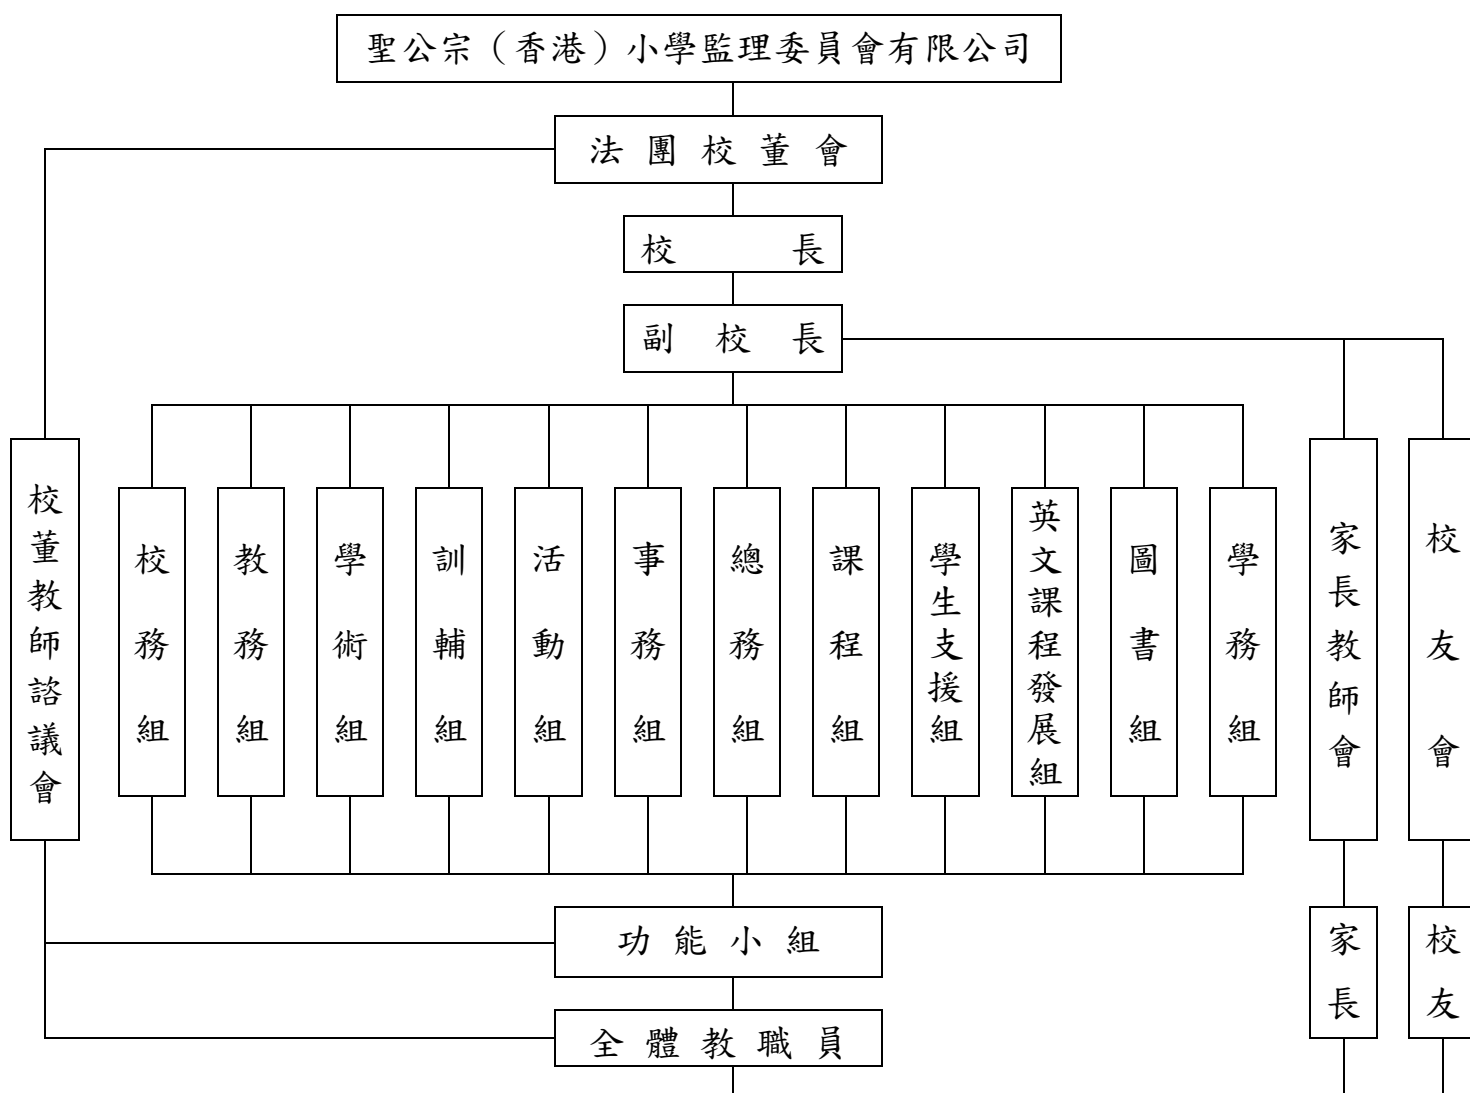 聖公宗（香港）小學監理委員會有限公司
法團校董會
校長
副校長
校董教師諮議會
校務組
教務組
學術組
訓輔組
活動組
事務組
總務組
課程組
學生支援組
英文課程發展組
圖書組
學務組
家長教師會
校友會
功能小組
家長
校友
全體教職員